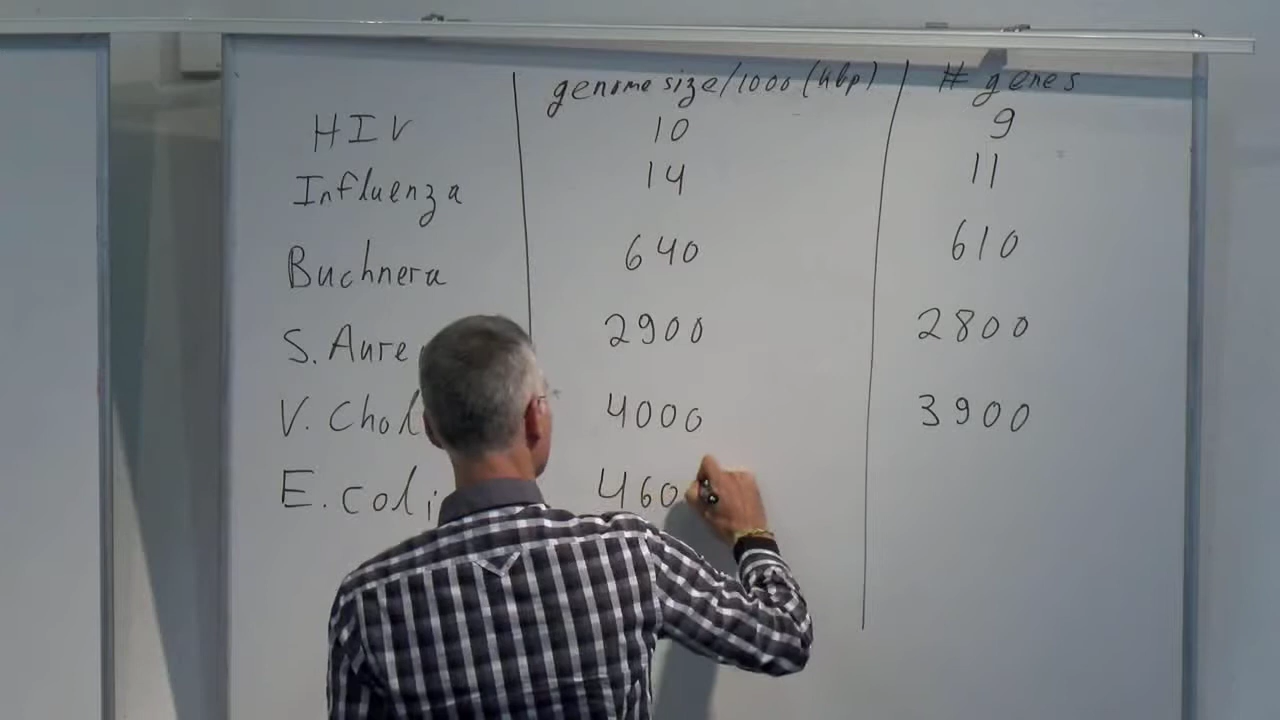 genome size/1000 (kbp) # genes
HIV 10 9
Influenza 14 11
Buchnera 640 610
S. Aure 2900 2800
V. Chol 4000 3900
E. coli 460